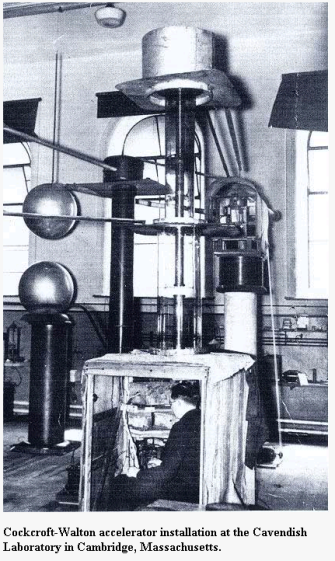 Cockcroft-Walton accelerator installation at the Cavendish
Laboratory in Cambridge, Massachusetts.